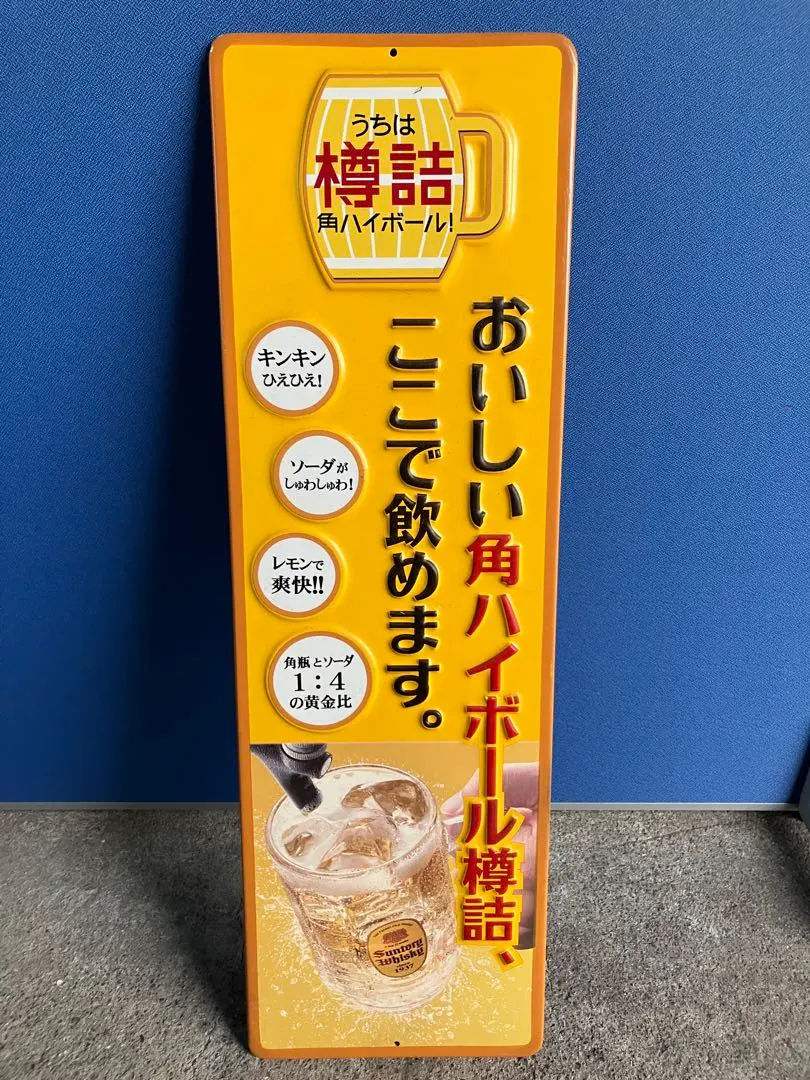 うちは
樽詰
角ハイボール!
おいしい角ハイボール樽詰、
ここで飲めます。
キンキン
ひえひえ!
ソーダが
しゅわしゅわ!
レモンで
爽快!!
角瓶とソーダ
1:4
の黄金比
Suntory
Whisky
1937